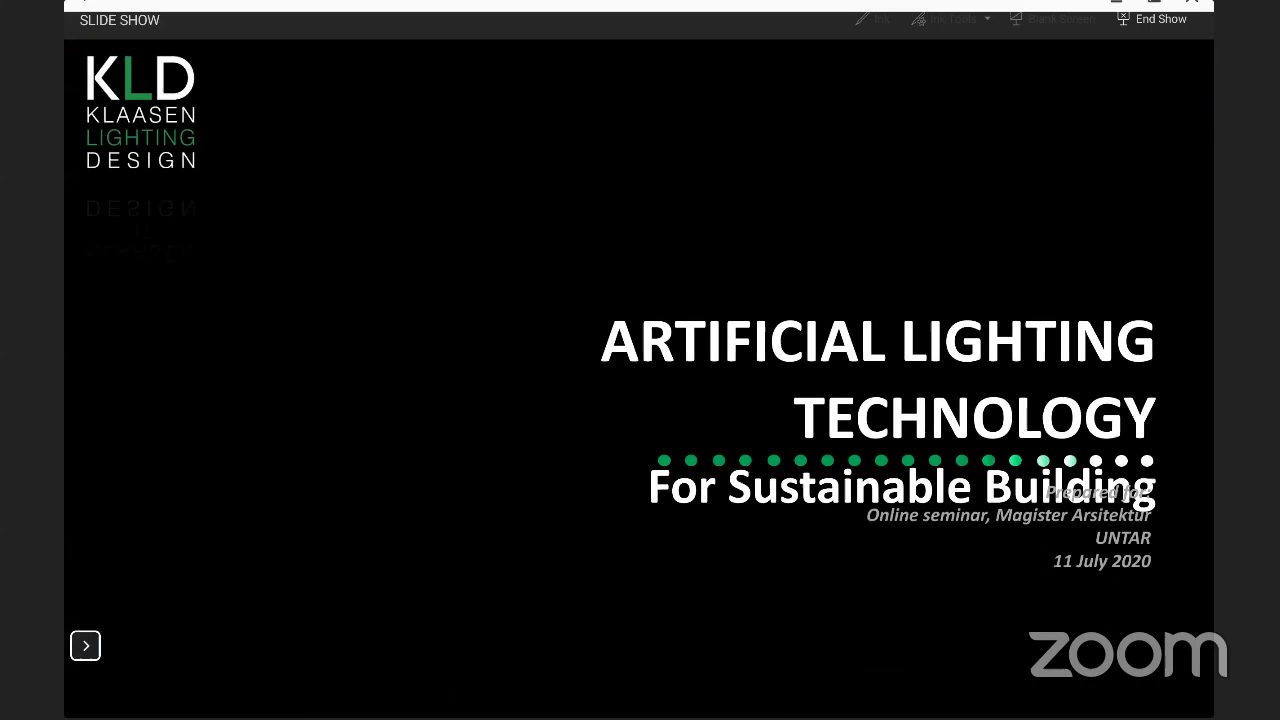 SLIDE SHOW
Ink
Ink Tools
Blank Screen
End Show
KLD
KLAASEN
LIGHTING
DESIGN
ARTIFICIAL LIGHTING
TECHNOLOGY
For Sustainable Building
Prepared for
Online seminar, Magister Arsitektur
UNTAR
11 July 2020
zoom